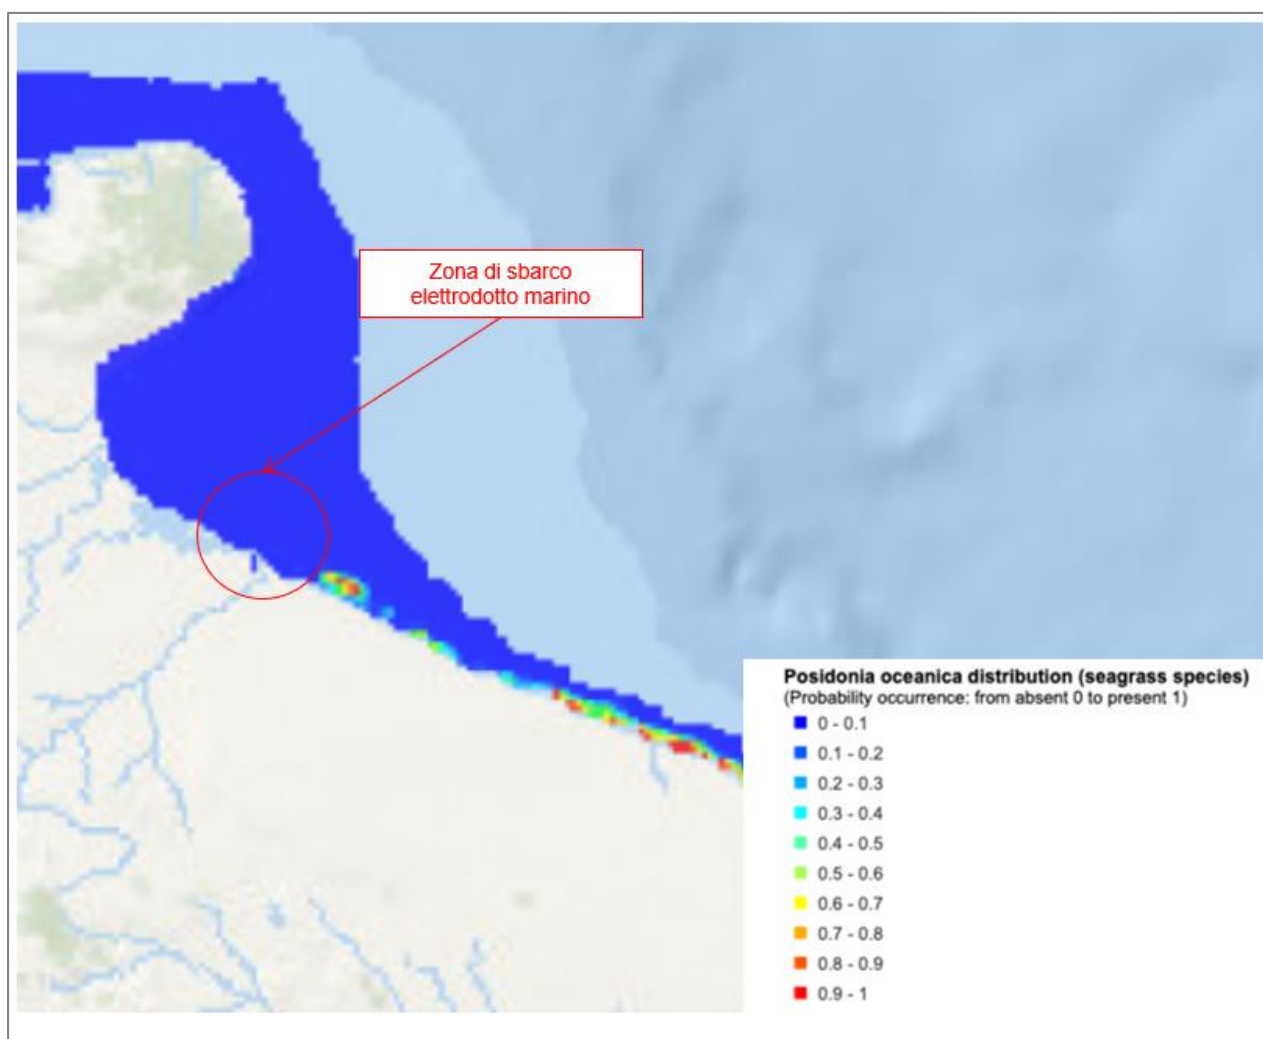 Zona di sbarco
elettrodotto marino
Posidonia oceanica distribution (seagrass species)
(Probability occurrence: from absent 0 to present 1)
0 - 0.1
0.1 - 0.2
0.2 - 0.3
0.3 - 0.4
0.4 - 0.5
0.5 - 0.6
0.6 - 0.7
0.7 - 0.8
0.8 - 0.9
0.9 - 1